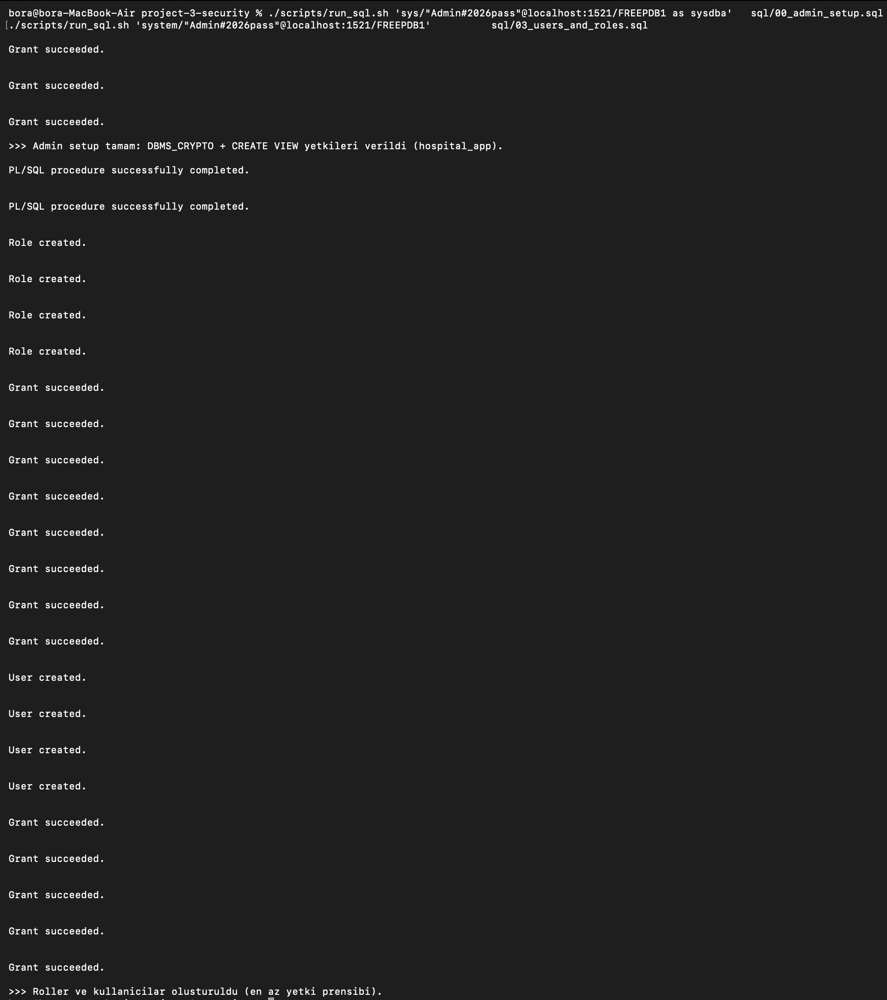 bora@bora-MacBook-Air project-3-security % ./scripts/run_sql.sh 'sys/"Admin#2026pass"@localhost:1521/FREEPDB1 as sysdba'   sql/00_admin_setup.sql
[./scripts/run_sql.sh 'system/"Admin#2026pass"@localhost:1521/FREEPDB1'          sql/03_users_and_roles.sql
Grant succeeded.
Grant succeeded.
Grant succeeded.
>>> Admin setup tamam: DBMS_CRYPTO + CREATE VIEW yetkileri verildi (hospital_app).
PL/SQL procedure successfully completed.
PL/SQL procedure successfully completed.
Role created.
Role created.
Role created.
Role created.
Grant succeeded.
Grant succeeded.
Grant succeeded.
Grant succeeded.
Grant succeeded.
Grant succeeded.
Grant succeeded.
Grant succeeded.
User created.
User created.
User created.
User created.
Grant succeeded.
Grant succeeded.
Grant succeeded.
Grant succeeded.
Grant succeeded.
>>> Roller ve kullanicilar olusturuldu (en az yetki prensibi).